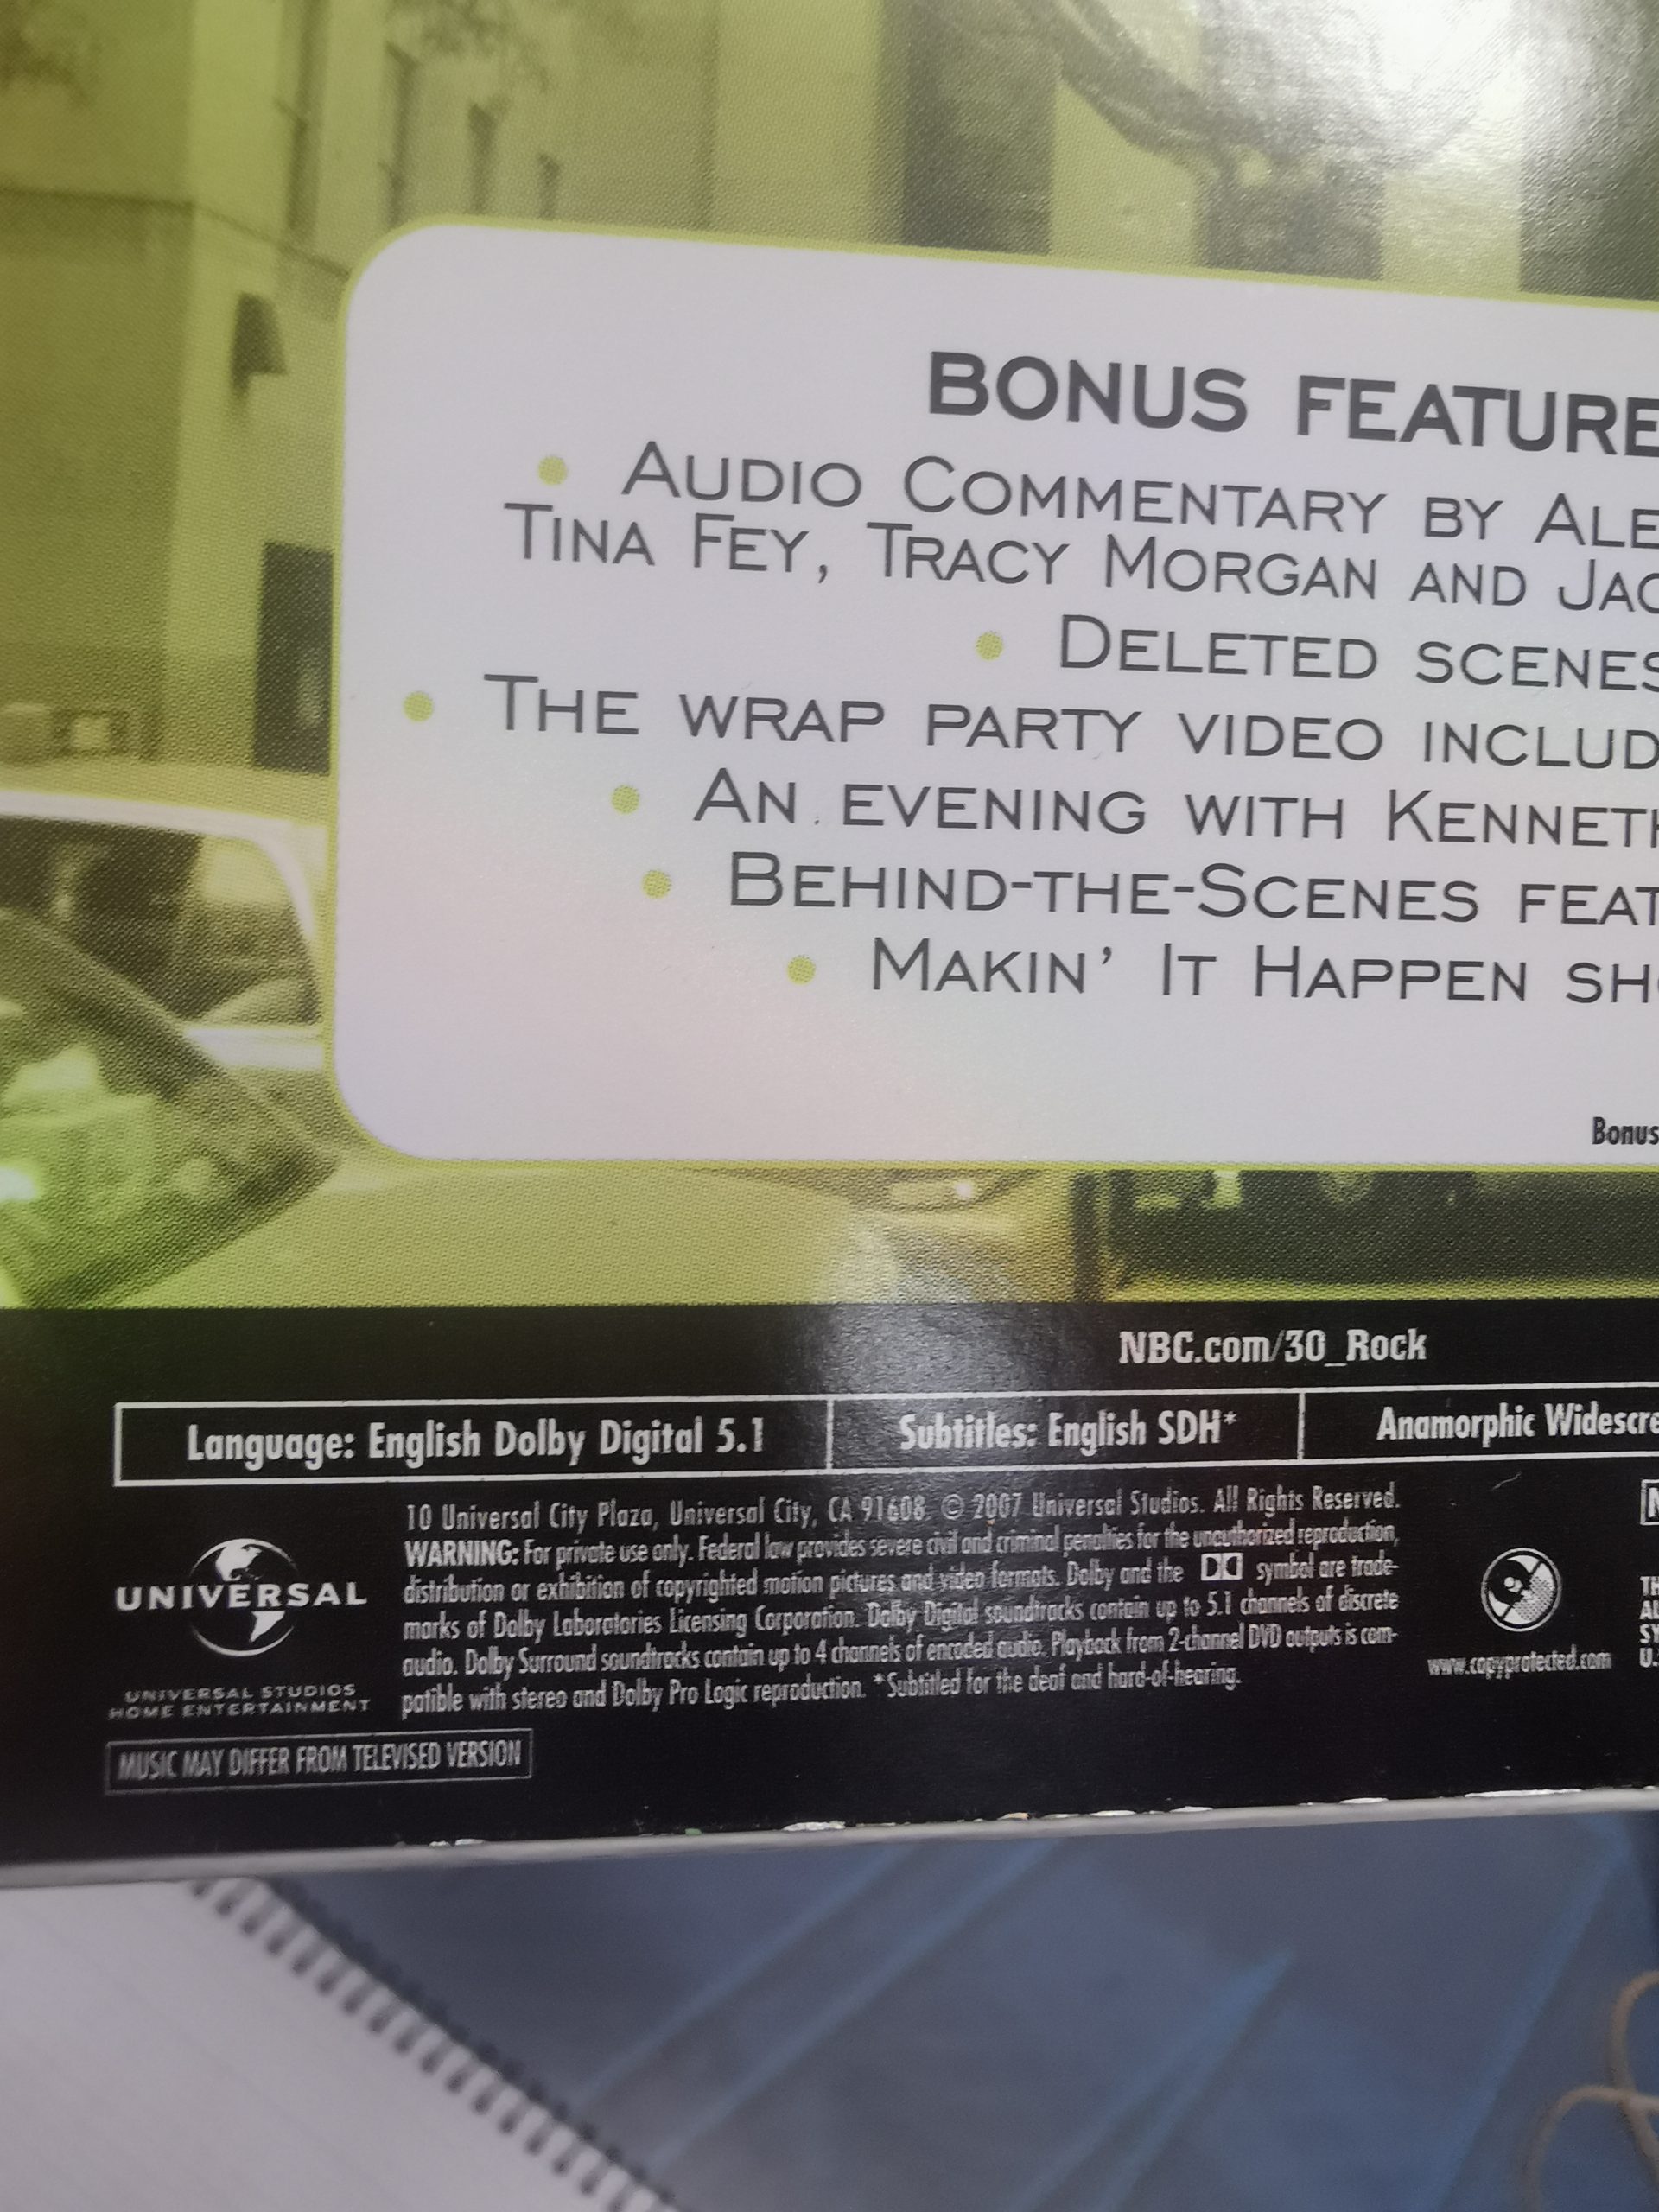 BONUS FEATURE
• AUDIO COMMENTARY BY ALE
TINA FEY, TRACY MORGAN AND JAC
• DELETED SCENES
• THE WRAP PARTY VIDEO INCLUD
• AN EVENING WITH KENNETH
• BEHIND-THE-SCENES FEAT
• MAKIN' IT HAPPEN SHO
Bonus
NBC.com/30_Rock
Language: English Dolby Digital 5.1
Subtitles: English SDH*
Anamorphic Widescre
10 Universal City Plaza, Universal City, CA 91608. © 2007 Universal Studios. All Rights Reserved.
WARNING: For private use only. Federal law provides severe civil and criminal penalties for the unauthorized reproduction,
distribution or exhibition of copyrighted motion pictures and video formats. Dolby and the DD symbol are trade-
marks of Dolby Laboratories Licensing Corporation. Dolby Digital soundtracks contain up to 5.1 channels of discrete
audio. Dolby Surround soundtracks contain up to 4 channels of encoded audio. Playback from 2-channel DVD outputs is com-
patible with stereo and Dolby Pro Logic reproduction. *Subtitled for the deaf and hard-of-hearing.
UNIVERSAL
UNIVERSAL STUDIOS
HOME ENTERTAINMENT
MUSIC MAY DIFFER FROM TELEVISED VERSION
www.copyprotected.com
TH
AL
SY
U.